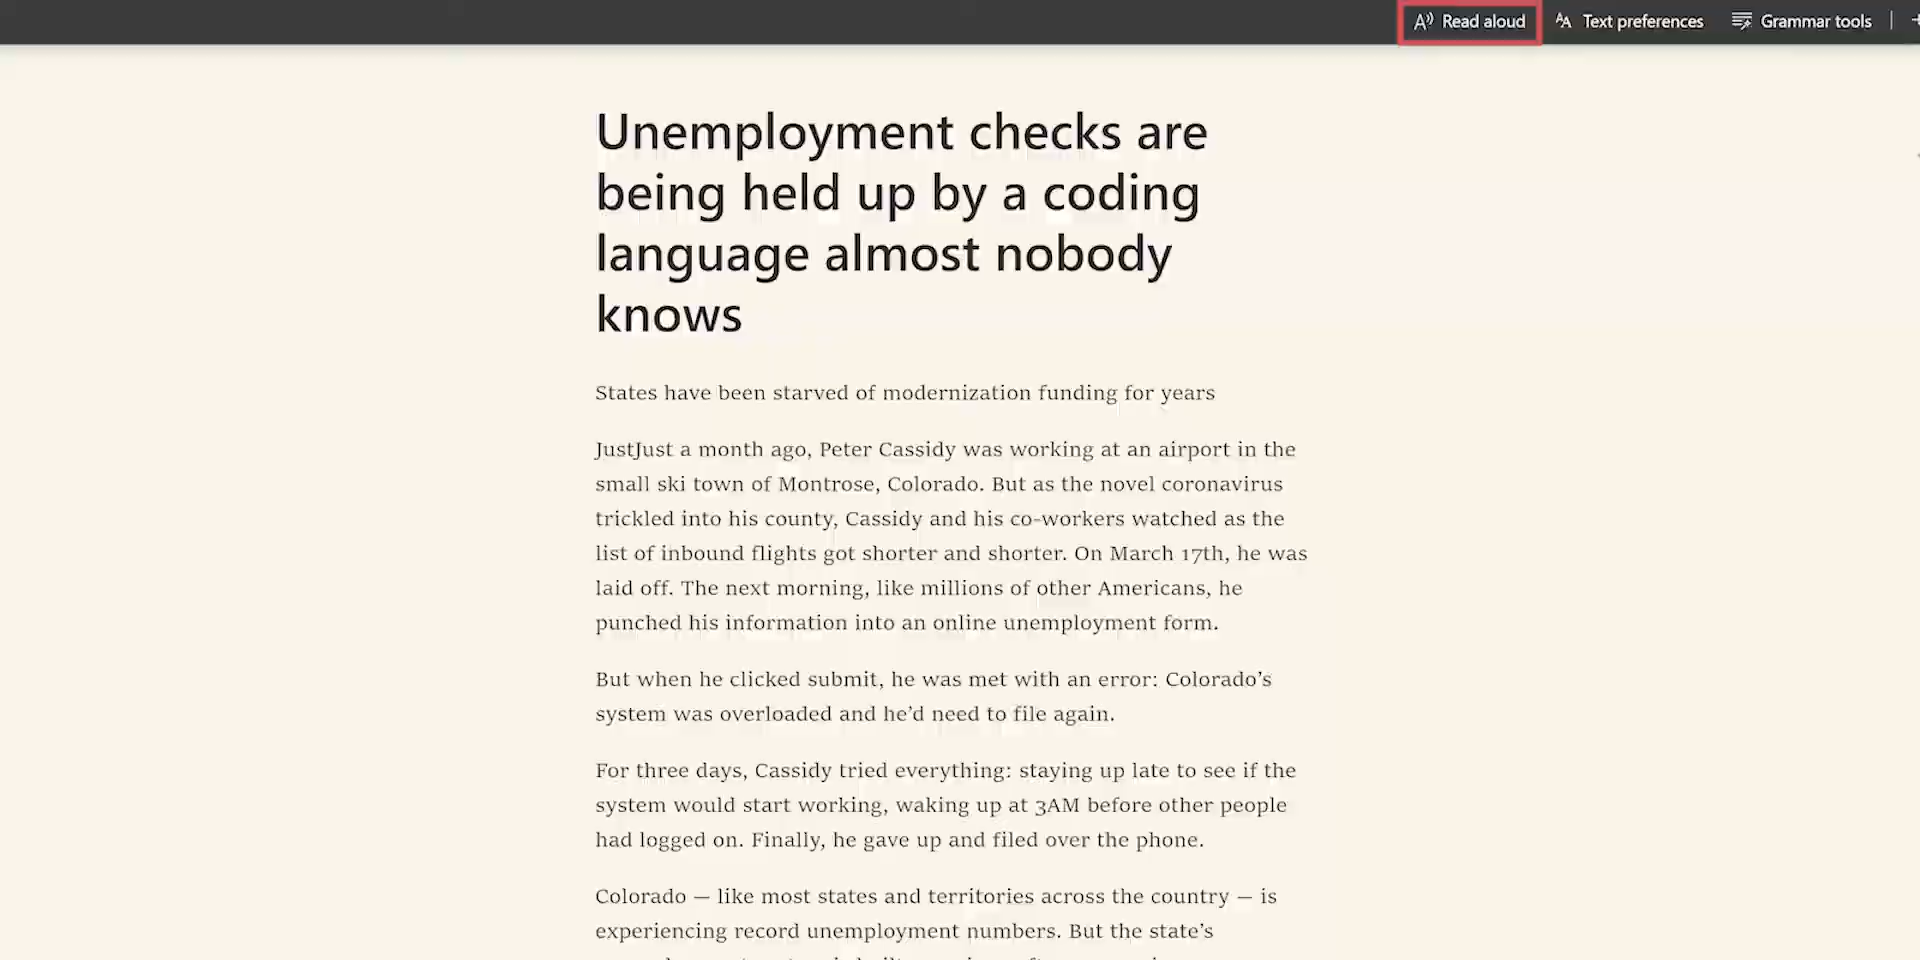 Read aloud
Text preferences
Grammar tools
Unemployment checks are
being held up by a coding
language almost nobody
knows
States have been starved of modernization funding for years
JustJust a month ago, Peter Cassidy was working at an airport in the
small ski town of Montrose, Colorado. But as the novel coronavirus
trickled into his county, Cassidy and his co-workers watched as the
list of inbound flights got shorter and shorter. On March 17th, he was
laid off. The next morning, like millions of other Americans, he
punched his information into an online unemployment form.
But when he clicked submit, he was met with an error: Colorado’s
system was overloaded and he’d need to file again.
For three days, Cassidy tried everything: staying up late to see if the
system would start working, waking up at 3AM before other people
had logged on. Finally, he gave up and filed over the phone.
Colorado — like most states and territories across the country — is
experiencing record unemployment numbers. But the state’s